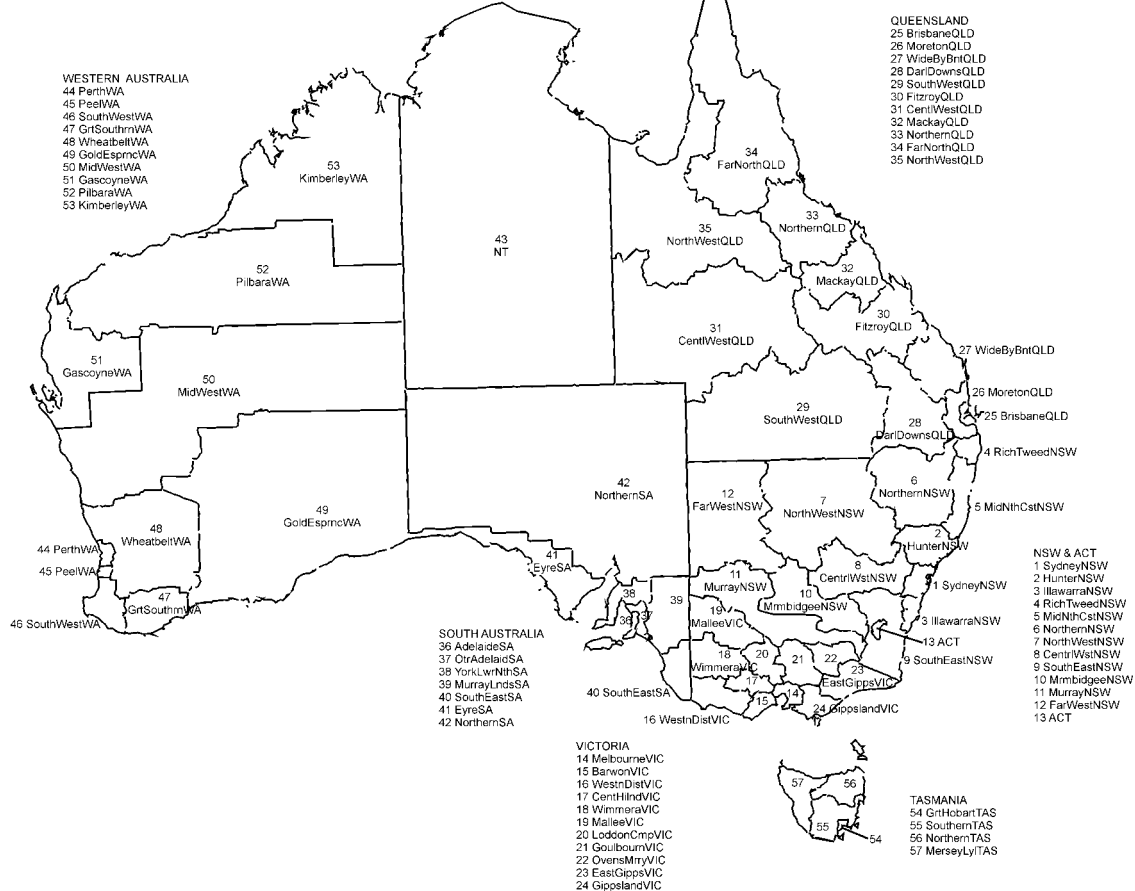 QUEENSLAND
25 BrisbaneQLD
26 MoretonQLD
27 WideByBntQLD
28 DarlDownsQLD
29 SouthWestQLD
30 FitzroyQLD
31 CentlWestQLD
32 MackayQLD
33 NorthernQLD
34 FarNorthQLD
35 NorthWestQLD
WESTERN AUSTRALIA
44 PerthWA
45 PeelWA
46 SouthWestWA
47 GrtSouthrnWA
48 WheatbeltWA
49 GoldEsprncWA
50 MidWestWA
51 GascoyneWA
52 PilbaraWA
53 KimberleyWA
34
FarNorthQLD
53
KimberleyWA
33
NorthernQLD
35
NorthWestQLD
43
NT
52
PilbaraWA
32
MackayQLD
30
FitzroyQLD
31
CentlWestQLD
27 WideByBntQLD
51
GascoyneWA
50
MidWestWA
26 MoretonQLD
29
SouthWestQLD
25 BrisbaneQLD
28
DarlDownsQLD
4 RichTweedNSW
6
NorthernNSW
42
NorthernSA
12
FarWestNSW
7
NorthWestNSW
5 MidNthCstNSW
49
GoldEsprncWA
48
WheatbeltWA
2
HunterNSW
44 PerthWA
45 PeelWA
41
EyreSA
8
CentrlWstNSW
11
MurrayNSW
1 SydneyNSW
10
MrmbidgeeNSW
38
39
47
GrtSouthrnWA
19
MalleeVIC
36
37
46 SouthWestWA
3 IllawarraNSW
13 ACT
9 SouthEastNSW
18
WimmeraVIC
20
21
22
23
EastGippsVIC
17
40 SouthEastSA
14
15
24 GippslandVIC
16 WestnDistVIC
NSW & ACT
1 SydneyNSW
2 HunterNSW
3 IllawarraNSW
4 RichTweedNSW
5 MidNthCstNSW
6 NorthernNSW
7 NorthWestNSW
8 CentrlWstNSW
9 SouthEastNSW
10 MrmbidgeeNSW
11 MurrayNSW
12 FarWestNSW
13 ACT
SOUTH AUSTRALIA
36 AdelaideSA
37 OtrAdelaidSA
38 YorkLwrNthSA
39 MurrayLndsSA
40 SouthEastSA
41 EyreSA
42 NorthernSA
VICTORIA
14 MelbourneVIC
15 BarwonVIC
16 WestnDistVIC
17 CentHilndVIC
18 WimmeraVIC
19 MalleeVIC
20 LoddonCmpVIC
21 GoulbournVIC
22 OvensMrryVIC
23 EastGippsVIC
24 GippslandVIC
57
56
55
54
TASMANIA
54 GrtHobartTAS
55 SouthernTAS
56 NorthernTAS
57 MerseyLylTAS